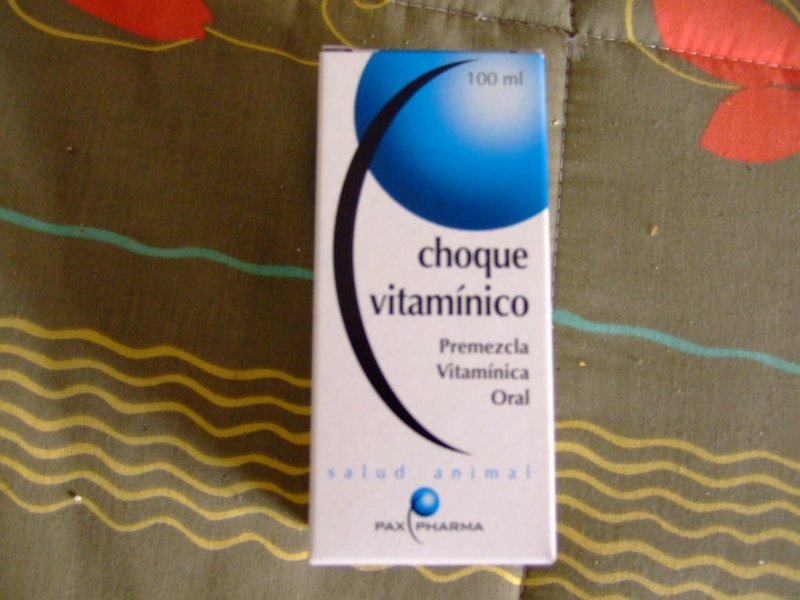 100 ml
choque
vitamínico
Premezcla
Vitamínica
Oral
salud animal
PAX PHARMA